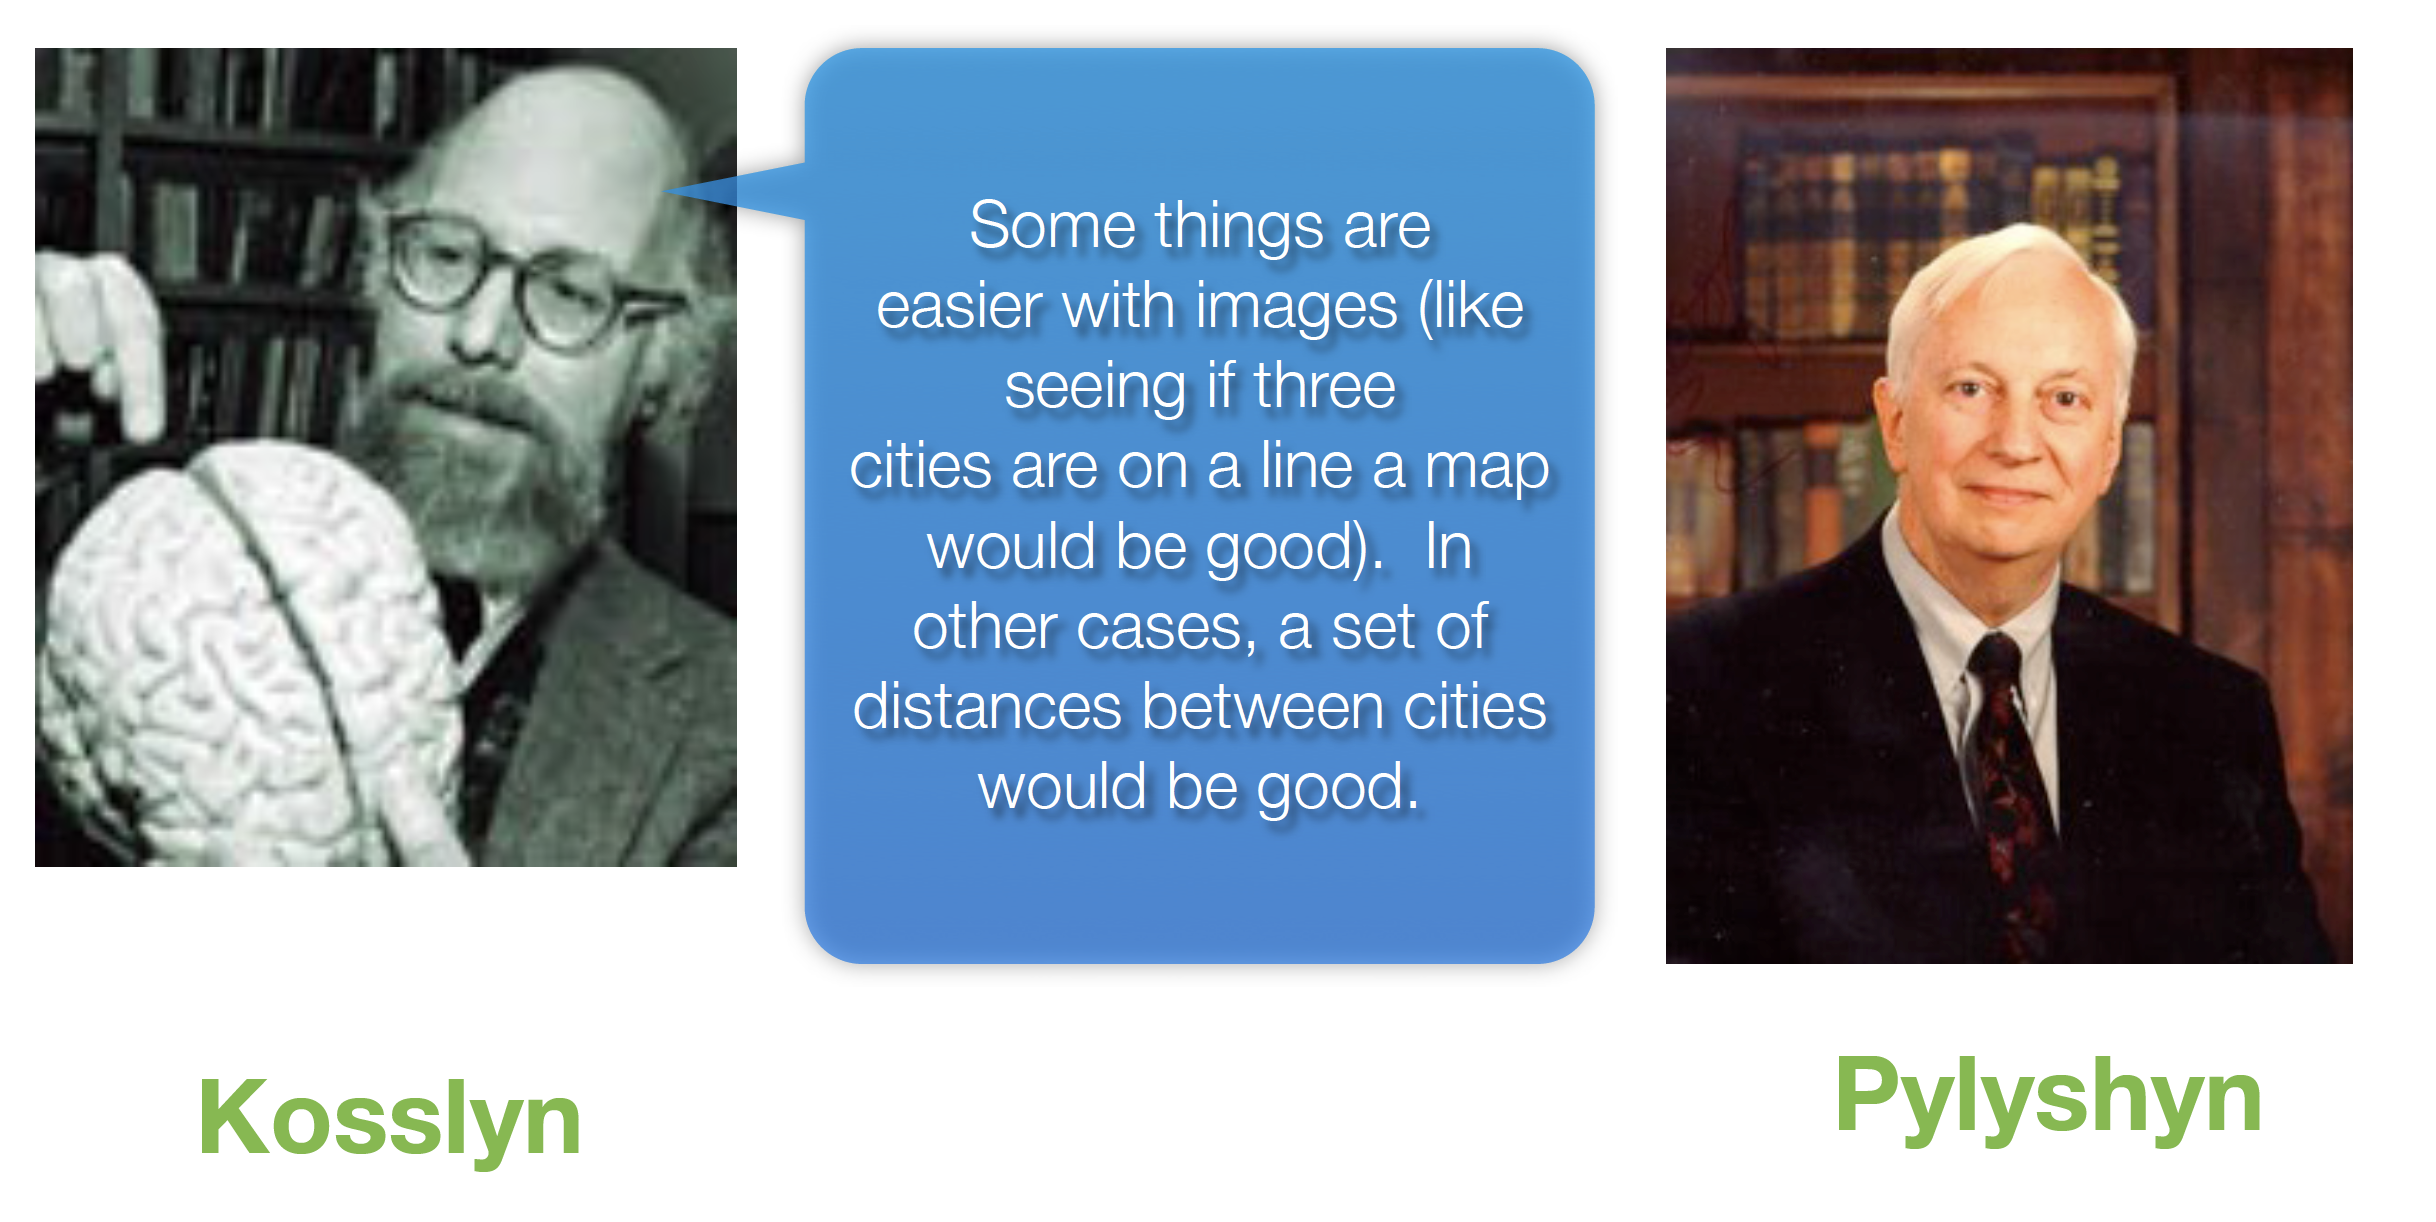 Some things are
easier with images (like
seeing if three
cities are on a line a map
would be good).  In
other cases, a set of
distances between cities
would be good.
Kosslyn
Pylyshyn